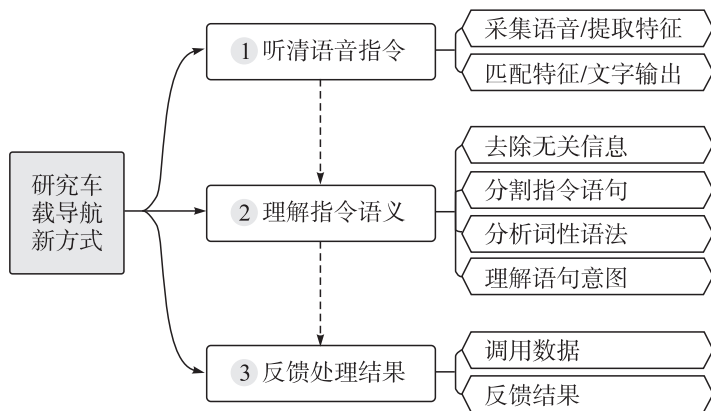 研究车
载导航
新方式
1 听清语音指令
采集语音/提取特征
匹配特征/文字输出
2 理解指令语义
去除无关信息
分割指令语句
分析词性语法
理解语句意图
3 反馈处理结果
调用数据
反馈结果